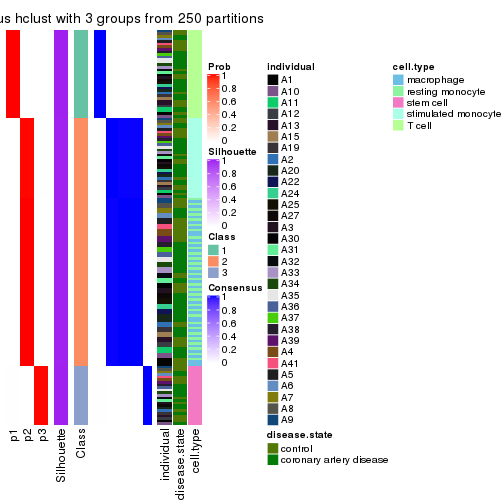 us hclust with 3 groups from 250 partitions
p1
p2
p3
Silhouette
Class
individual
disease.state
cell.type
Prob
1
0.8
0.6
0.4
0.2
0
Silhouette
1
0.8
0.6
0.4
0.2
0
Class
1
2
3
Consensus
1
0.8
0.6
0.4
0.2
0
individual
A1
A10
A11
A12
A13
A15
A19
A2
A20
A22
A24
A25
A27
A3
A30
A31
A32
A33
A34
A35
A36
A37
A38
A39
A4
A41
A5
A6
A7
A8
A9
disease.state
control
coronary artery disease
cell.type
macrophage
resting monocyte
stem cell
stimulated monocyte
T cell